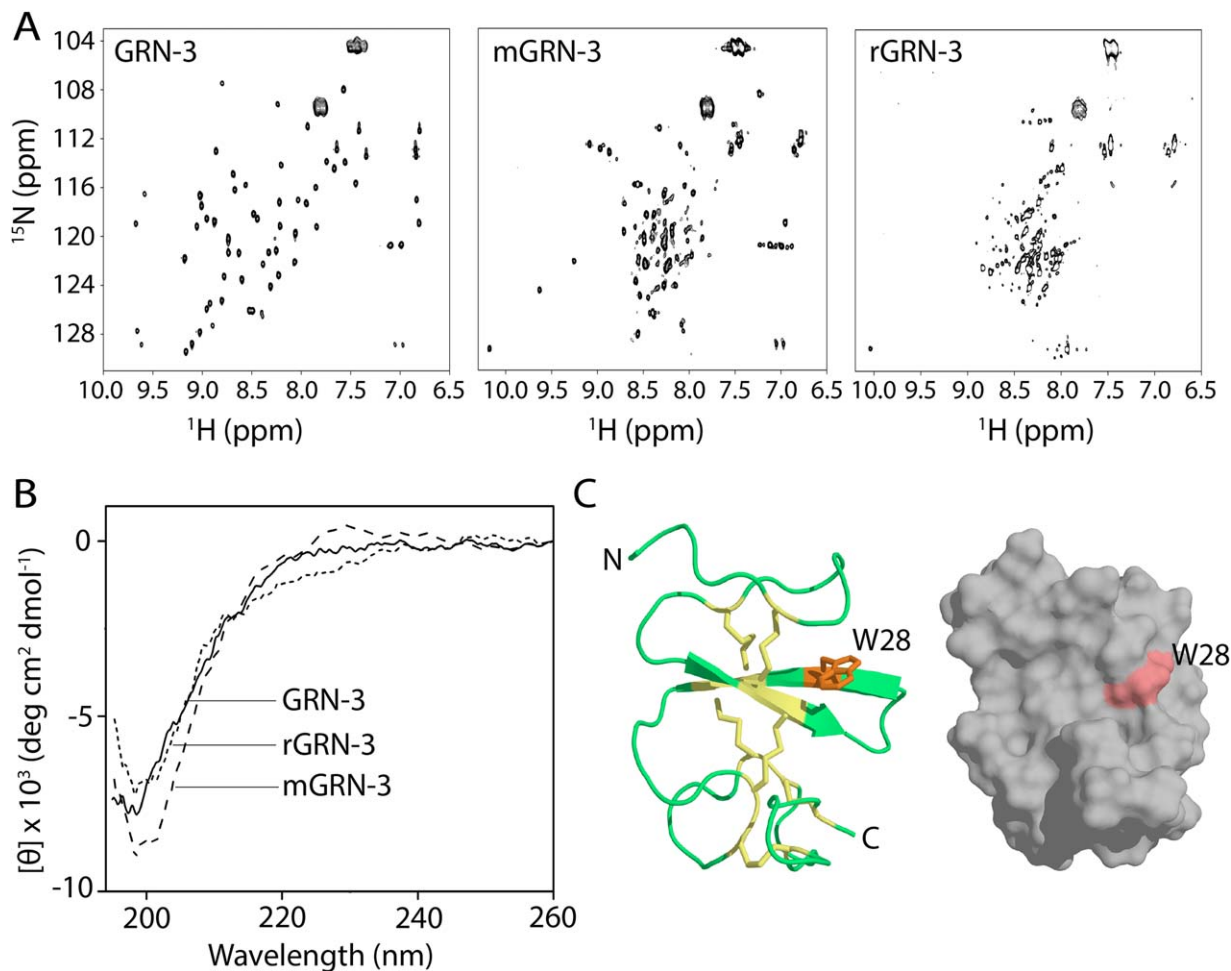 A
GRN-3
mGRN-3
rGRN-3
104
108
112
116
120
124
128
¹⁵N (ppm)
10.0 9.5 9.0 8.5 8.0 7.5 7.0 6.5
10.0 9.5 9.0 8.5 8.0 7.5 7.0 6.5
10.0 9.5 9.0 8.5 8.0 7.5 7.0 6.5
¹H (ppm)
¹H (ppm)
¹H (ppm)
B
0
-5
-10
[θ] x 10³ (deg cm² dmol⁻¹)
GRN-3
rGRN-3
mGRN-3
200 220 240 260
Wavelength (nm)
C
N
W28
C
W28